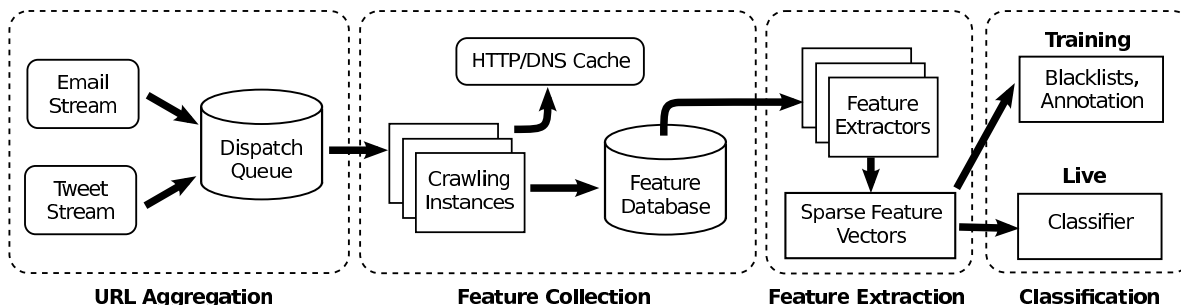 Email
Stream
Tweet
Stream
Dispatch
Queue
URL Aggregation
HTTP/DNS Cache
Crawling
Instances
Feature
Database
Feature Collection
Feature
Extractors
Sparse Feature
Vectors
Feature Extraction
Training
Blacklists,
Annotation
Live
Classifier
Classification